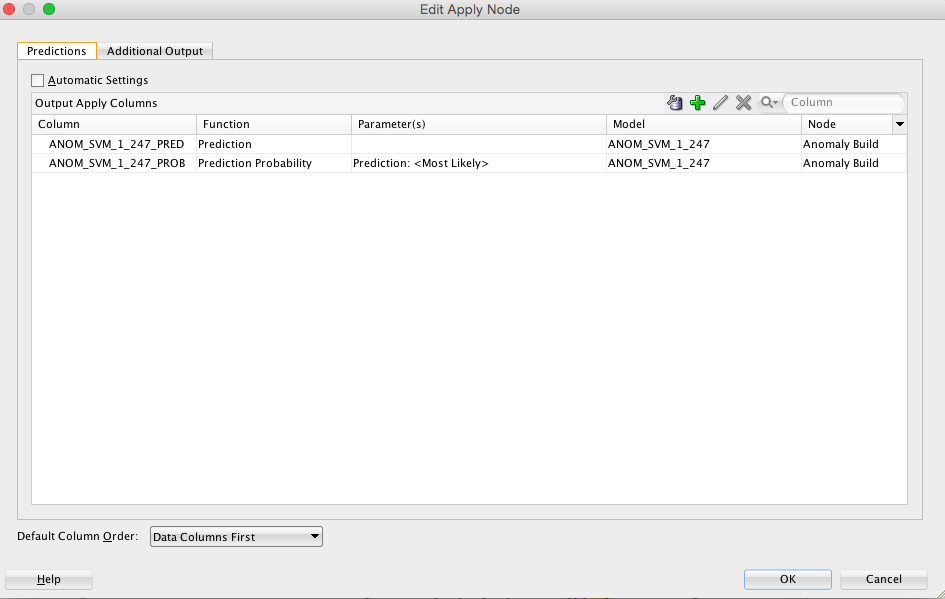 Edit Apply Node
Predictions Additional Output
Automatic Settings
Output Apply Columns Column
Column Function Parameter(s) Model Node
ANOM_SVM_1_247_PRED Prediction ANOM_SVM_1_247 Anomaly Build
ANOM_SVM_1_247_PROB Prediction Probability Prediction: <Most Likely> ANOM_SVM_1_247 Anomaly Build
Default Column Order: Data Columns First
Help OK Cancel